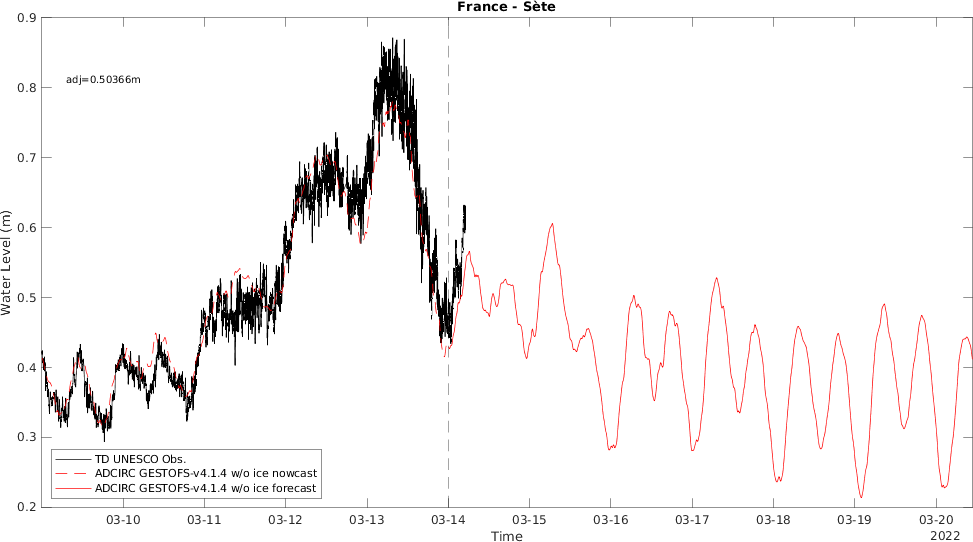 France - Sète
0.9
0.8
0.7
0.6
0.5
0.4
0.3
0.2
Water Level (m)
adj=0.50366m
TD UNESCO Obs.
ADCIRC GESTOFS-v4.1.4 w/o ice nowcast
ADCIRC GESTOFS-v4.1.4 w/o ice forecast
03-10 03-11 03-12 03-13 03-14 03-15 03-16 03-17 03-18 03-19 03-20
Time
2022